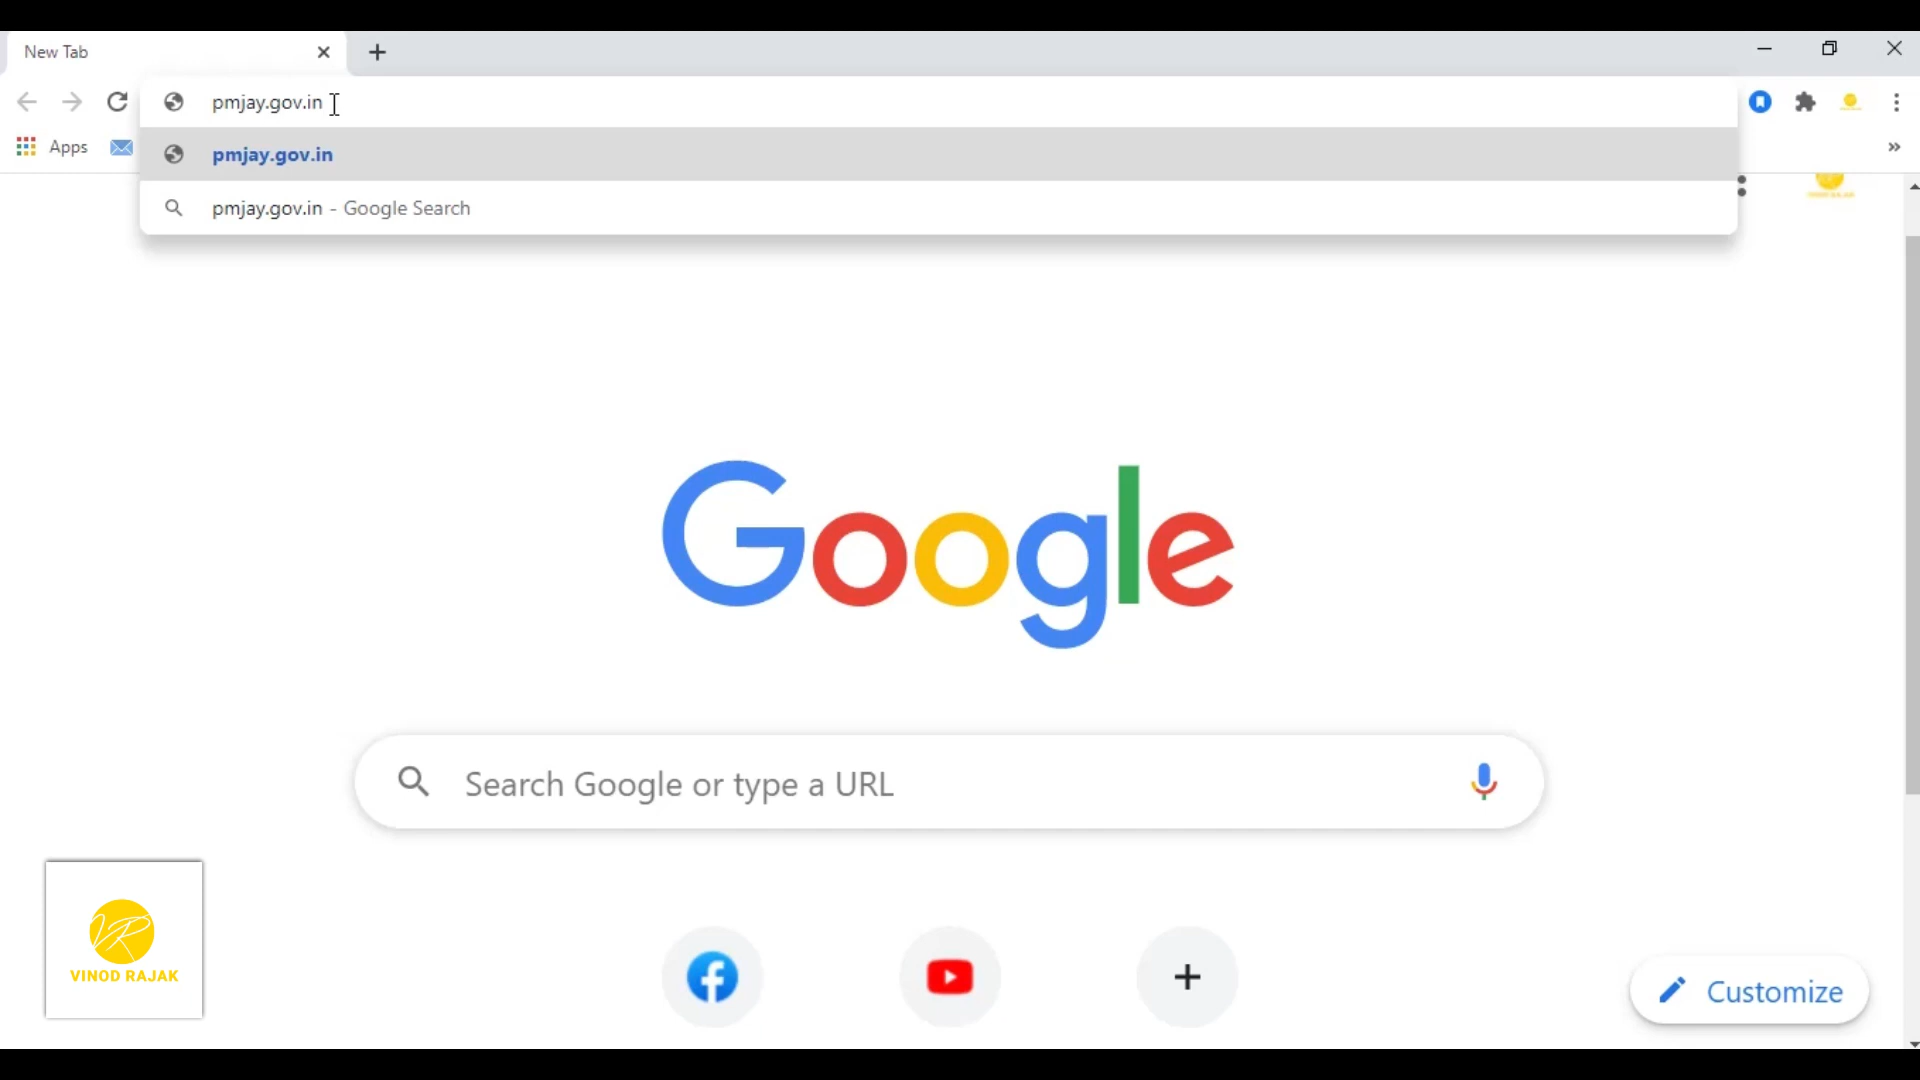 New Tab
pmjay.gov.in
Apps
pmjay.gov.in
pmjay.gov.in - Google Search
Google
Search Google or type a URL
VR
VINOD RAJAK
Customize